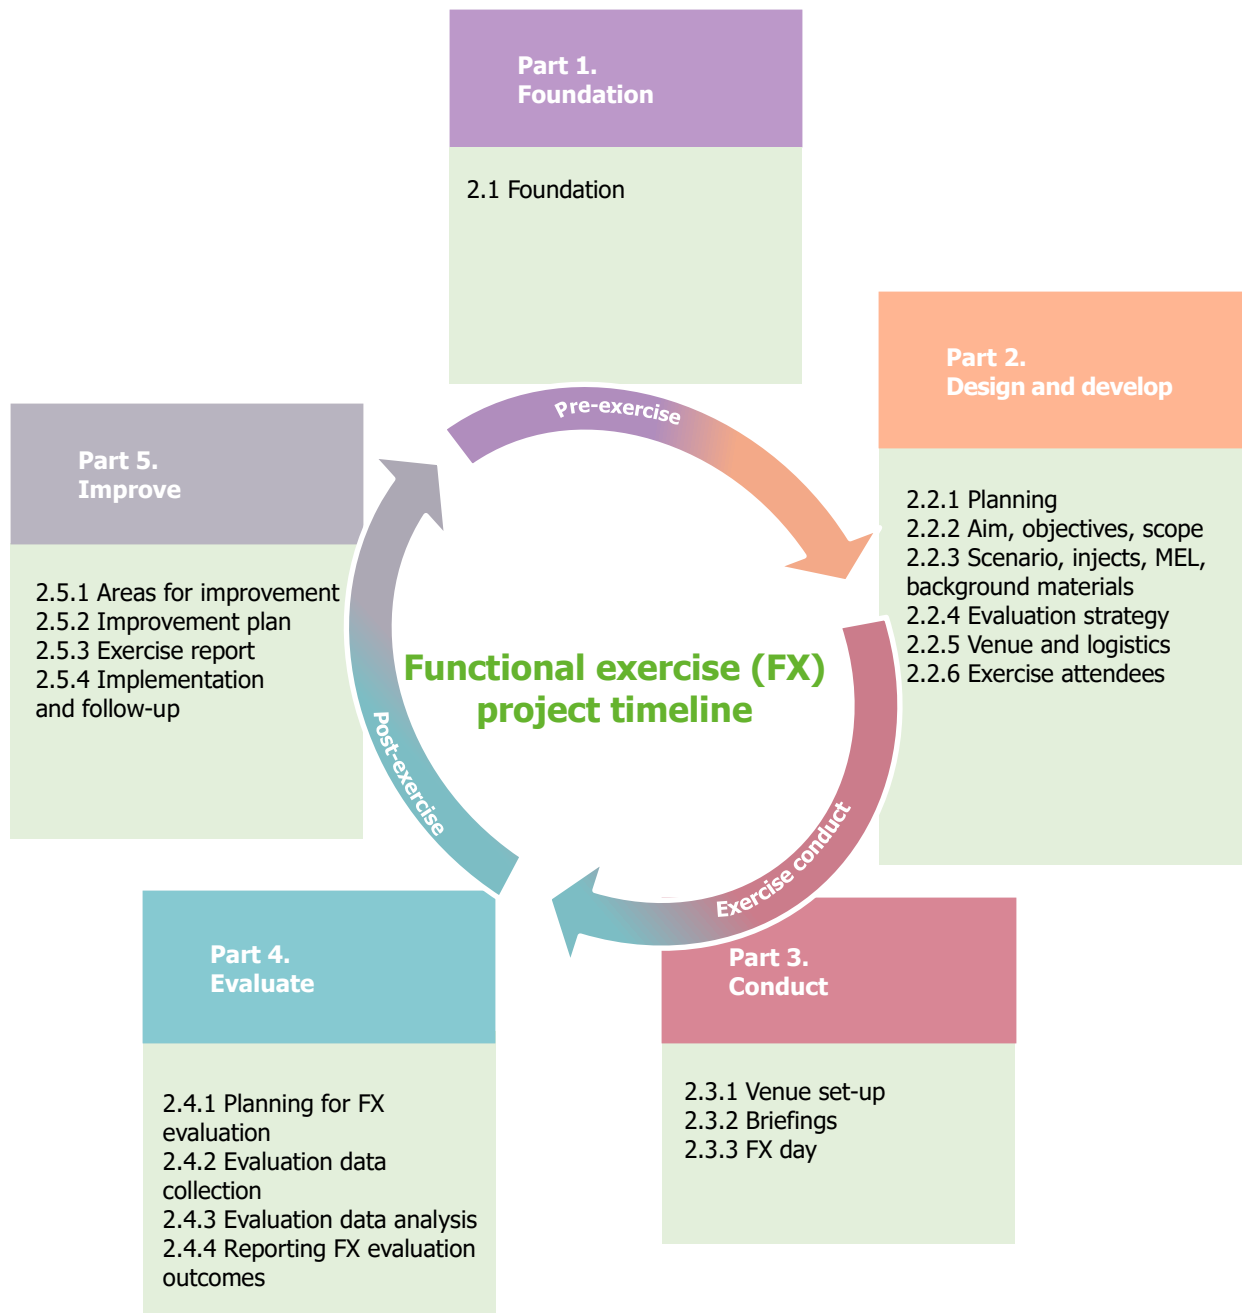 Part 1.
Foundation
2.1 Foundation
Part 2.
Design and develop
2.2.1 Planning
2.2.2 Aim, objectives, scope
2.2.3 Scenario, injects, MEL,
background materials
2.2.4 Evaluation strategy
2.2.5 Venue and logistics
2.2.6 Exercise attendees
Part 3.
Conduct
2.3.1 Venue set-up
2.3.2 Briefings
2.3.3 FX day
Part 4.
Evaluate
2.4.1 Planning for FX
evaluation
2.4.2 Evaluation data
collection
2.4.3 Evaluation data analysis
2.4.4 Reporting FX evaluation
outcomes
Part 5.
Improve
2.5.1 Areas for improvement
2.5.2 Improvement plan
2.5.3 Exercise report
2.5.4 Implementation
and follow-up
Pre-exercise
Exercise conduct
Post-exercise
Functional exercise (FX)
project timeline